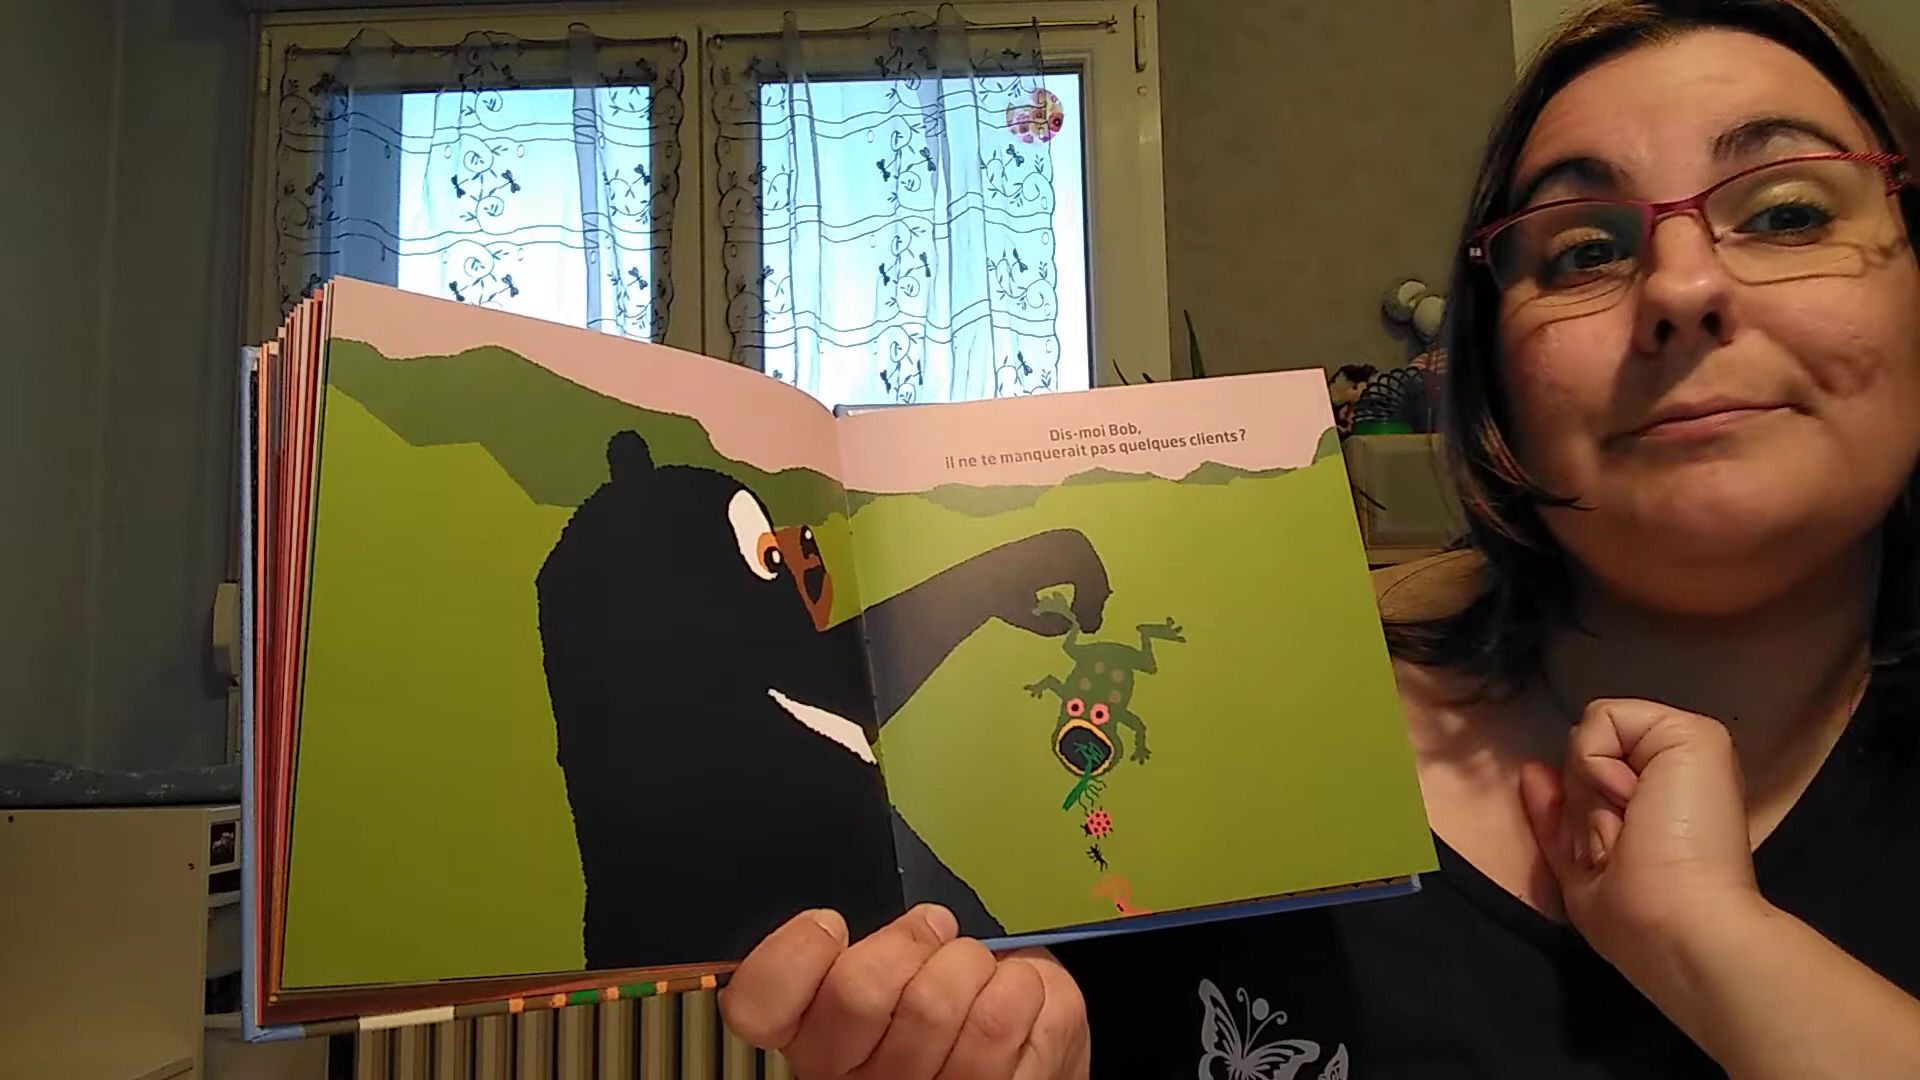 Dis-moi Bob,
il ne te manquerait pas quelques clients ?